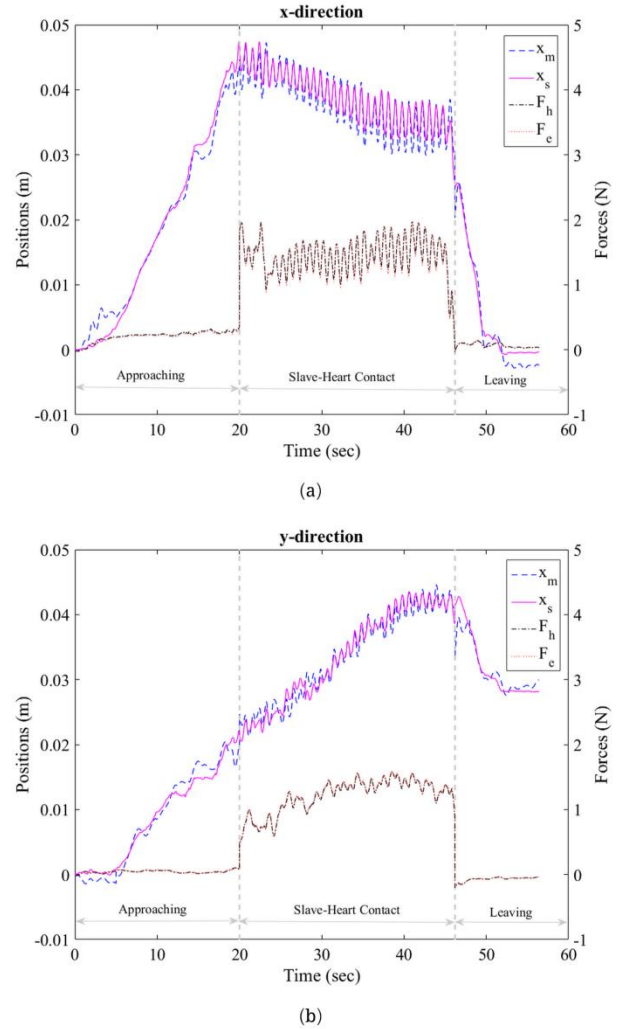 x-direction
0.05
0.04
0.03
0.02
0.01
0
-0.01
Positions (m)
5
4
3
2
1
0
-1
Forces (N)
x_m
x_s
F_h
F_e
Approaching
Slave-Heart Contact
Leaving
0 10 20 30 40 50 60
Time (sec)
(a)
y-direction
0.05
0.04
0.03
0.02
0.01
0
-0.01
Positions (m)
5
4
3
2
1
0
-1
Forces (N)
x_m
x_s
F_h
F_e
Approaching
Slave-Heart Contact
Leaving
0 10 20 30 40 50 60
Time (sec)
(b)